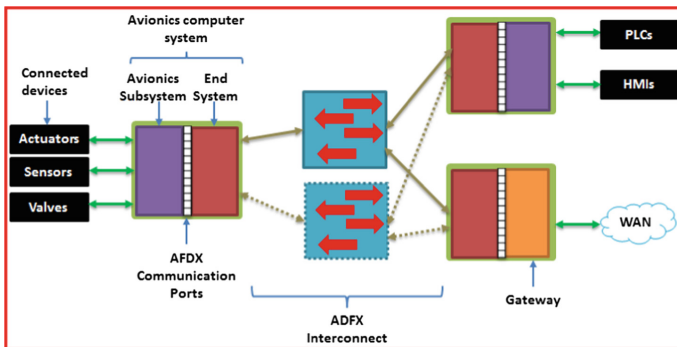 Avionics computer
system
Connected
devices
Avionics
Subsystem
End
System
Actuators
Sensors
Valves
AFDX
Communication
Ports
ADFX
Interconnect
PLCs
HMIs
WAN
Gateway